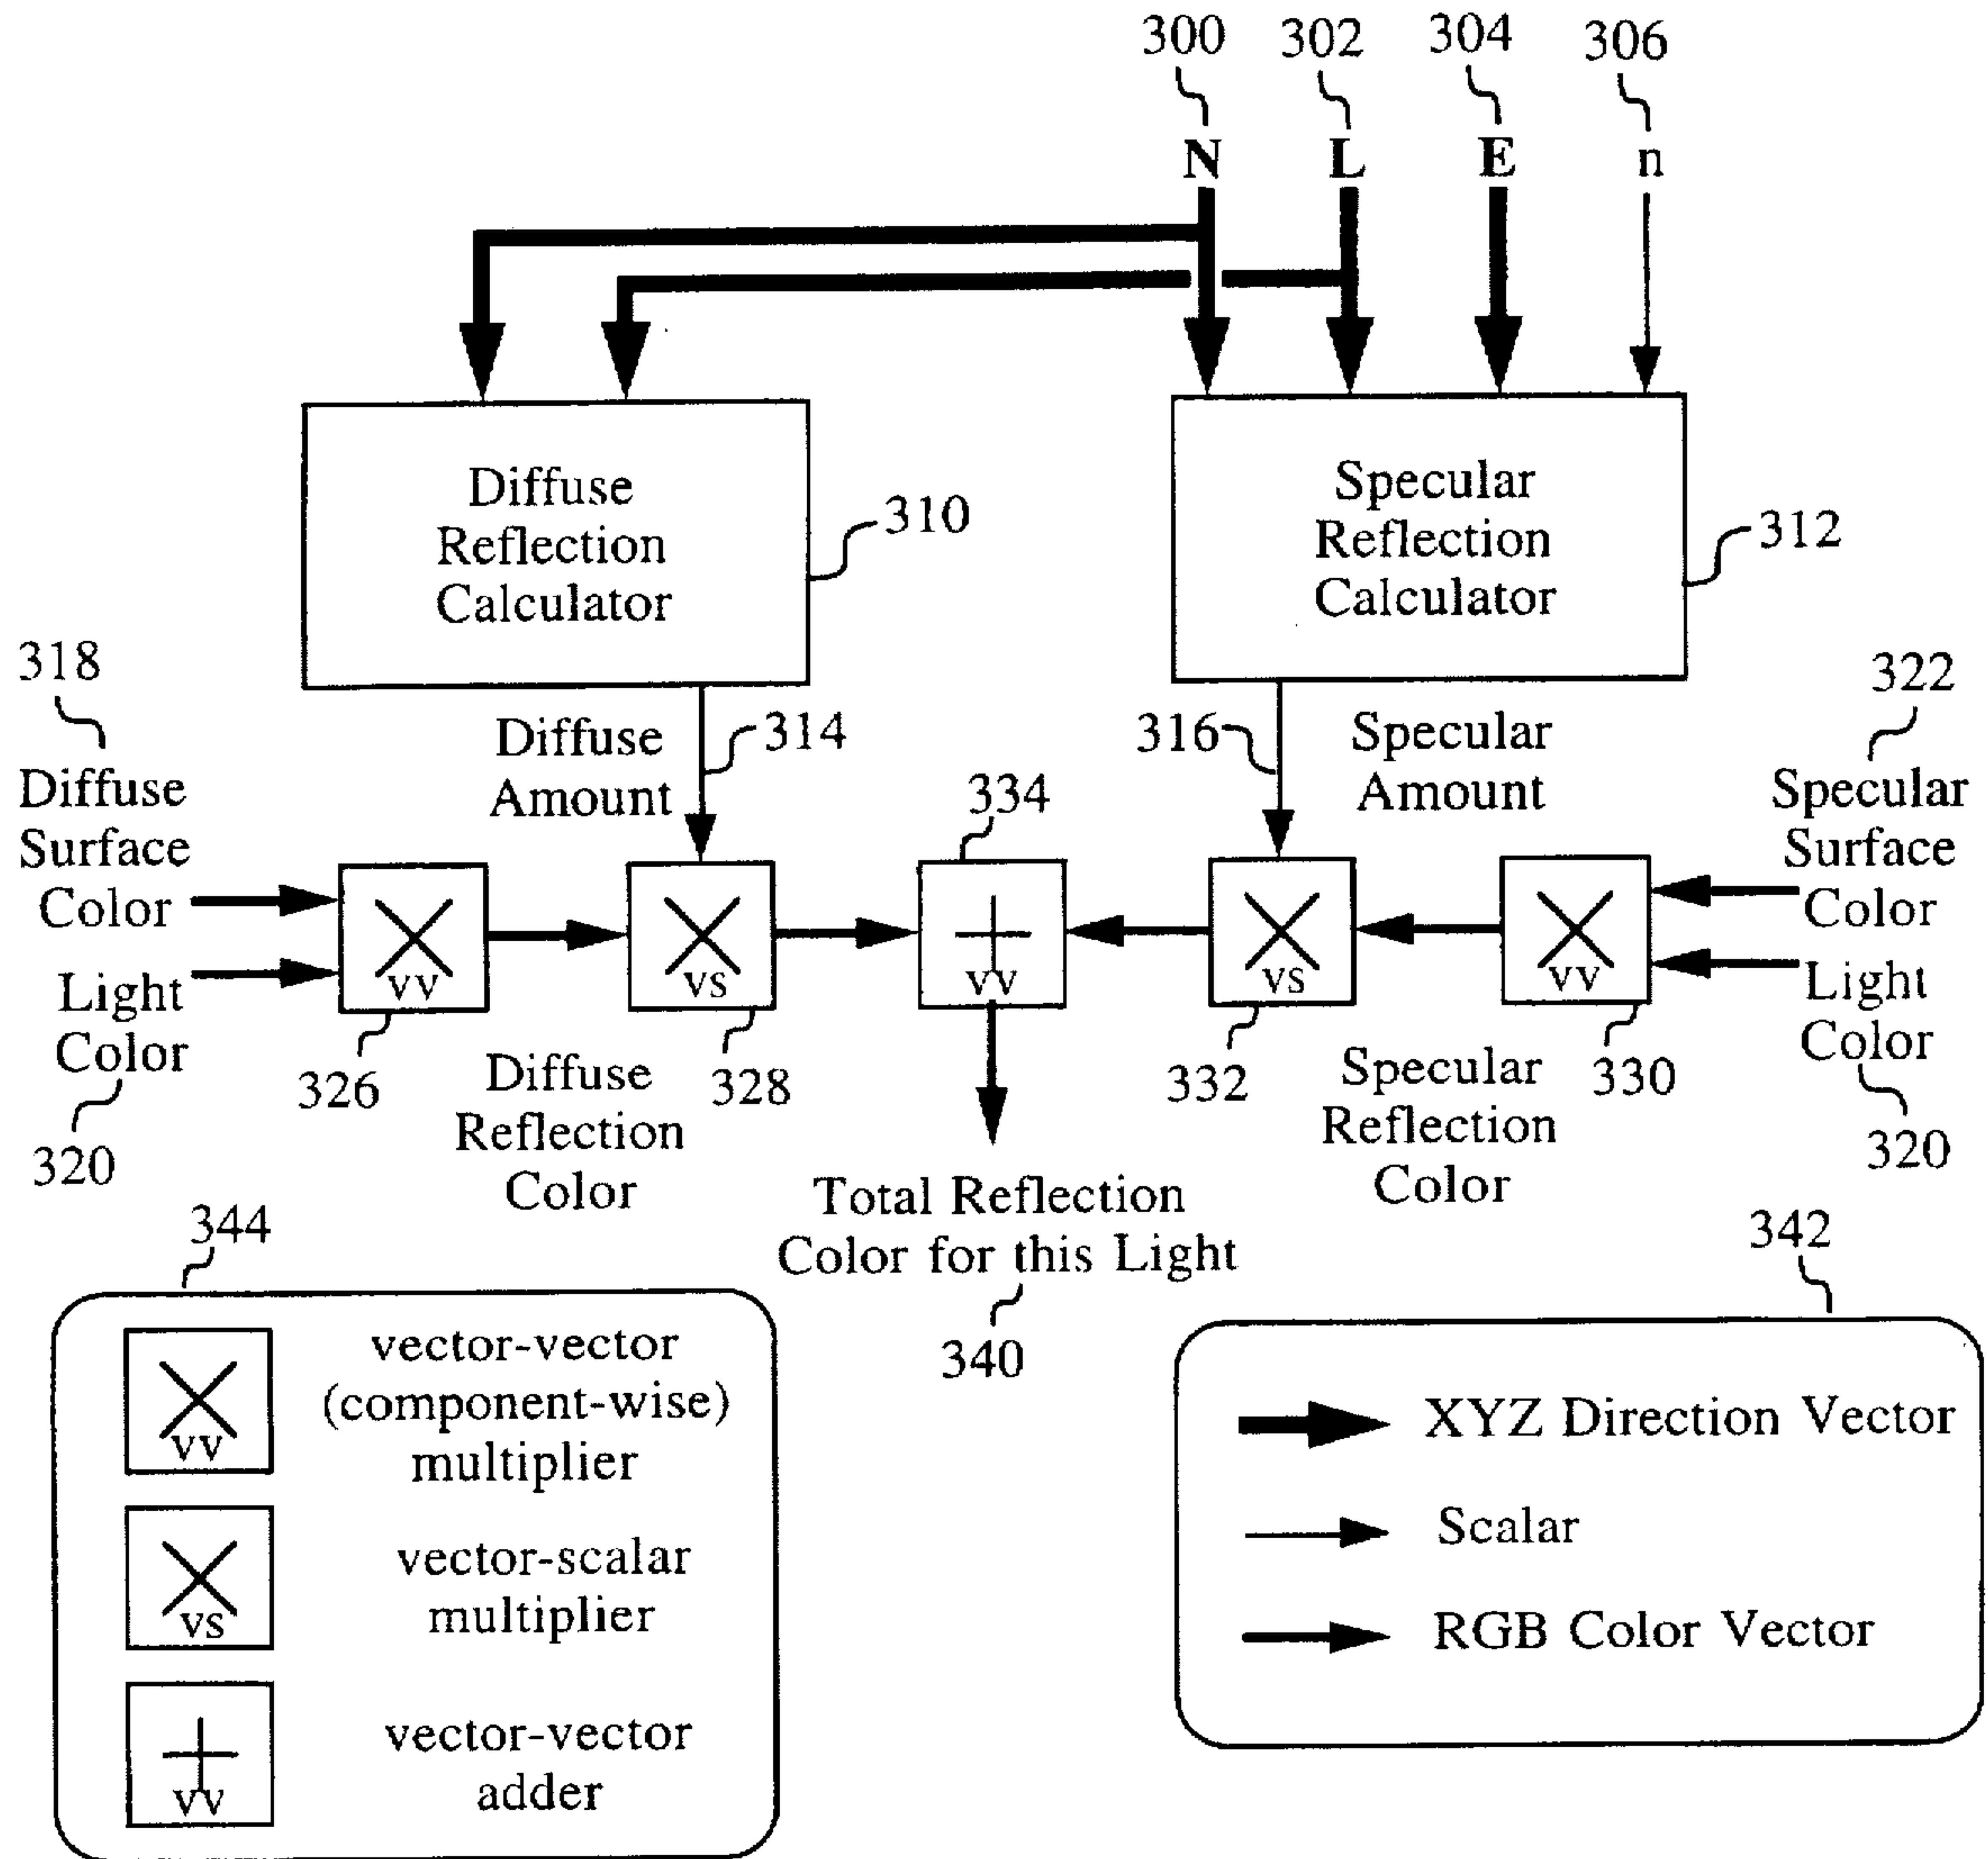 300 302 304 306
N L E n
Diffuse
Reflection
Calculator
310
Specular
Reflection
Calculator
312
318
Diffuse
Surface
Color
Light
Color
320
Diffuse
Amount
314
316
Specular
Amount
322
Specular
Surface
Color
Light
Color
320
334
vv
vs
vv
vs
vv
326
Diffuse
Reflection
Color
328
332
Specular
Reflection
Color
330
Total Reflection
Color for this Light
340
344
vv
vector-vector
(component-wise)
multiplier
vs
vector-scalar
multiplier
vv
vector-vector
adder
342
XYZ Direction Vector
Scalar
RGB Color Vector